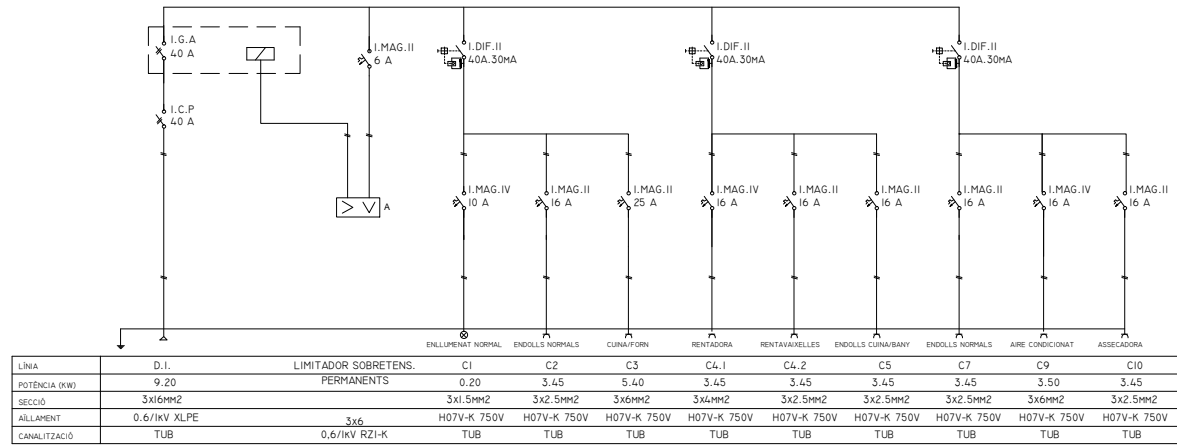 I.G.A
40 A
I.MAG.II
6 A
I.DIF.II
40A.30MA
I.DIF.II
40A.30MA
I.DIF.II
40A.30MA
I.C.P
40 A
I.MAG.IV
10 A
I.MAG.II
16 A
I.MAG.II
25 A
I.MAG.IV
16 A
I.MAG.II
16 A
I.MAG.II
16 A
I.MAG.II
16 A
I.MAG.IV
16 A
I.MAG.II
16 A
A
ENLLUMENAT NORMAL ENDOLLS NORMALS CUINA/FORN RENTADORA RENTAVAIXELLES ENDOLLS CUINA/BANY ENDOLLS NORMALS AIRE CONDICIONAT ASSECADORA
LÍNIA D.I. LIMITADOR SOBRETENS. C1 C2 C3 C4.1 C4.2 C5 C7 C9 C10
POTÈNCIA (KW) 9.20 PERMANENTS 0.20 3.45 5.40 3.45 3.45 3.45 3.45 3.50 3.45
SECCIÓ 3x16MM2 3x1.5MM2 3x2.5MM2 3x6MM2 3x4MM2 3x2.5MM2 3x2.5MM2 3x2.5MM2 3x6MM2 3x2.5MM2
AÏLLAMENT 0.6/1KV XLPE 3x6 H07V-K 750V H07V-K 750V H07V-K 750V H07V-K 750V H07V-K 750V H07V-K 750V H07V-K 750V H07V-K 750V H07V-K 750V
CANALITZACIÓ TUB 0,6/1KV RZ1-K TUB TUB TUB TUB TUB TUB TUB TUB TUB